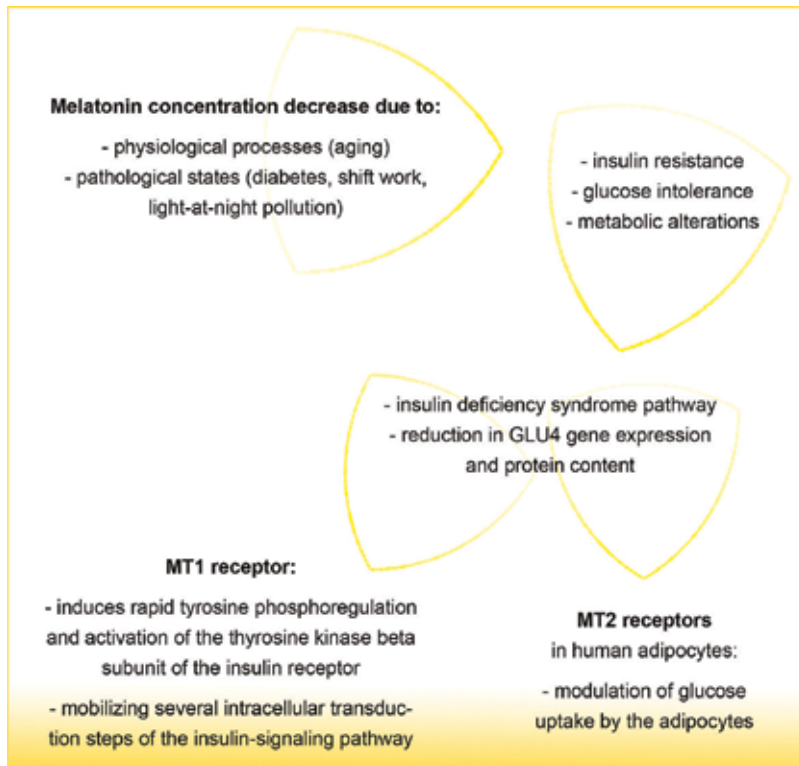 Melatonin concentration decrease due to:
- physiological processes (aging)
- pathological states (diabetes, shift work,
light-at-night pollution)
- insulin resistance
- glucose intolerance
- metabolic alterations
- insulin deficiency syndrome pathway
- reduction in GLU4 gene expression
and protein content
MT1 receptor:
- induces rapid tyrosine phosphoregulation
and activation of the thyrosine kinase beta
subunit of the insulin receptor
- mobilizing several intracellular transduc-
tion steps of the insulin-signaling pathway
MT2 receptors
in human adipocytes:
- modulation of glucose
uptake by the adipocytes